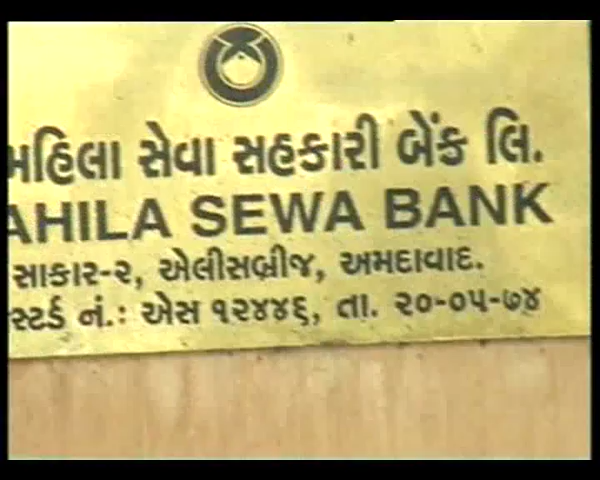 મહિલા સેવા સહકારી બેંક લિ.
AHILA SEWA BANK
સાકાર-૨, એલીસબ્રીજ, અમદાવાદ.
સ્ટર્ડ નં.: એસ ૧૨૪૪૬, તા. ૨૦-૦૫-૭૪